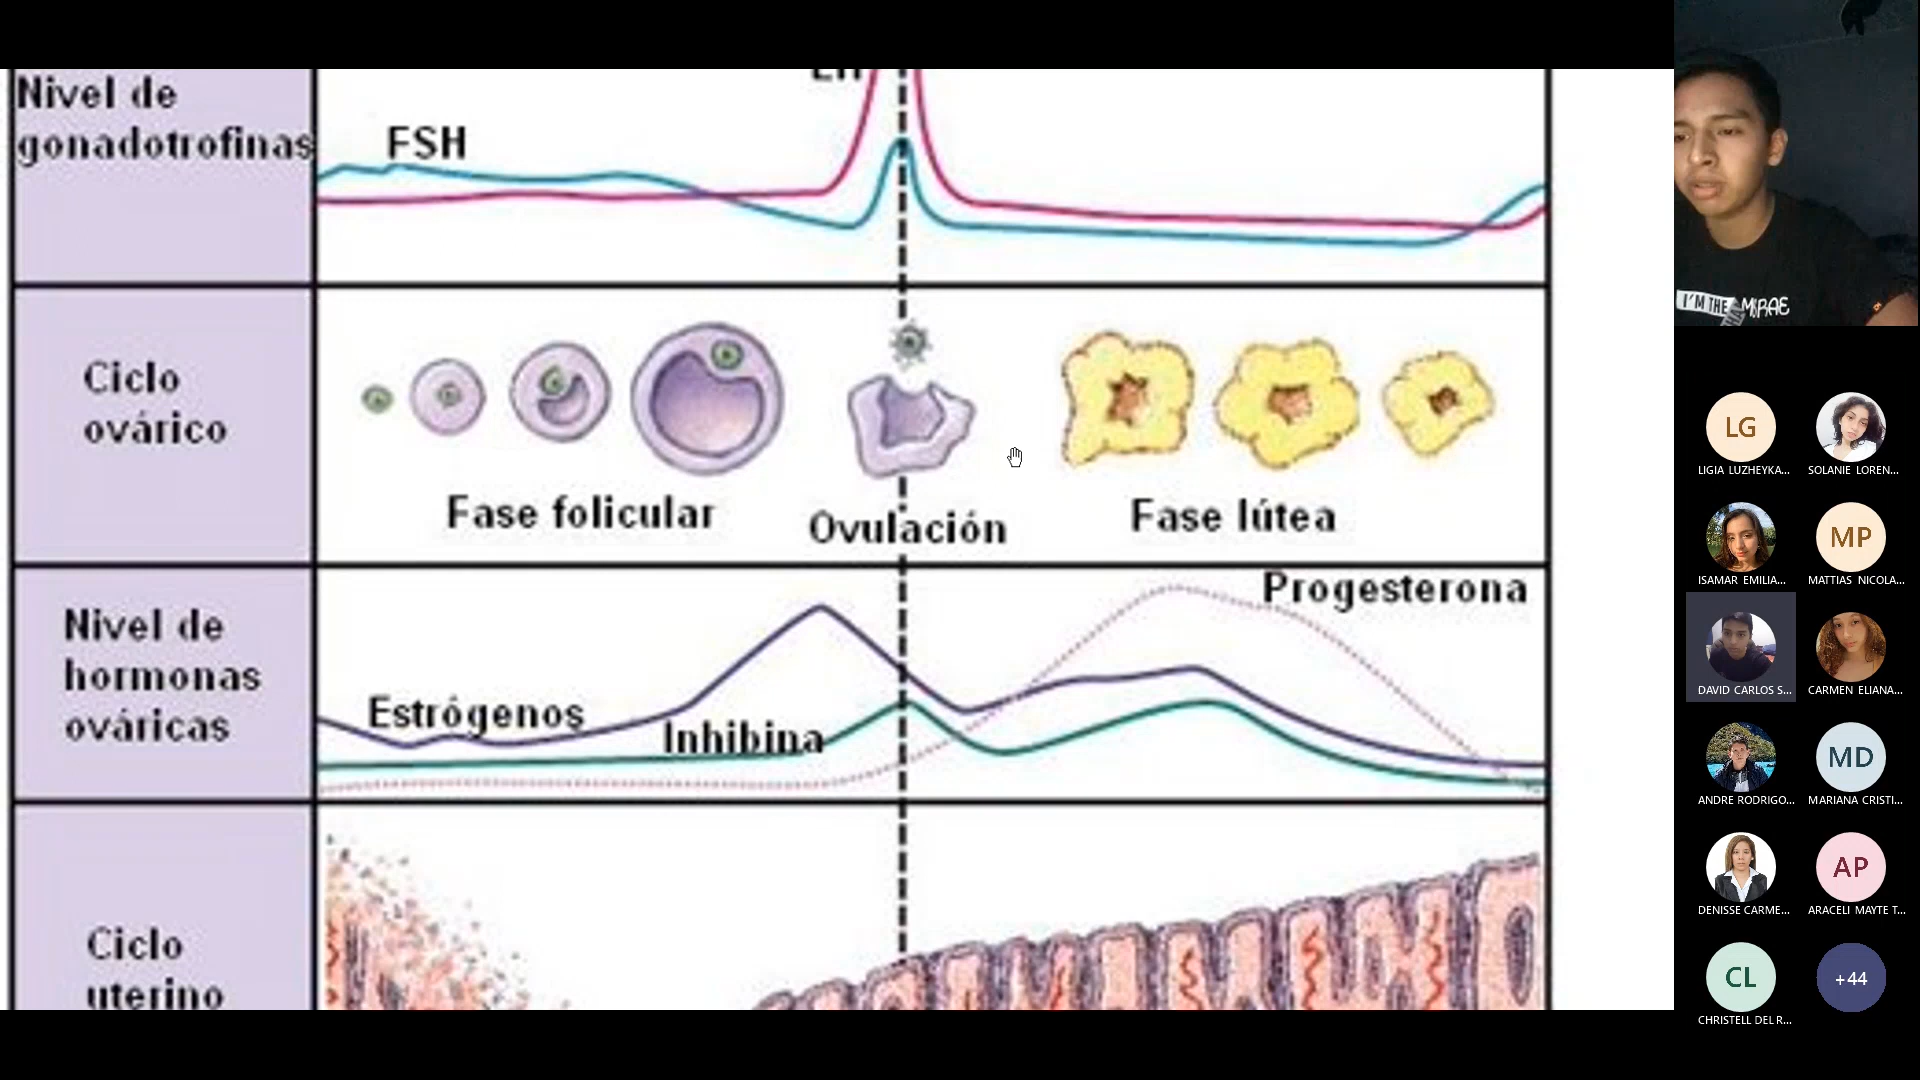 Nivel de
gonadotrofinas
LH
FSH
Ciclo
ovárico
Fase folicular
Ovulación
Fase lútea
Nivel de
hormonas
ováricas
Estrógenos
Inhibina
Progesterona
Ciclo
uterino
I'M THE
LG
LIGIA LUZHEYKA...
SOLANIE LOREN...
ISAMAR EMILIA...
MP
MATTIAS NICOLA...
DAVID CARLOS S...
CARMEN ELIANA...
ANDRE RODRIGO...
MD
MARIANA CRISTI...
DENISSE CARME...
AP
ARACELI MAYTE T...
CL
CHRISTELL DEL R...
+44